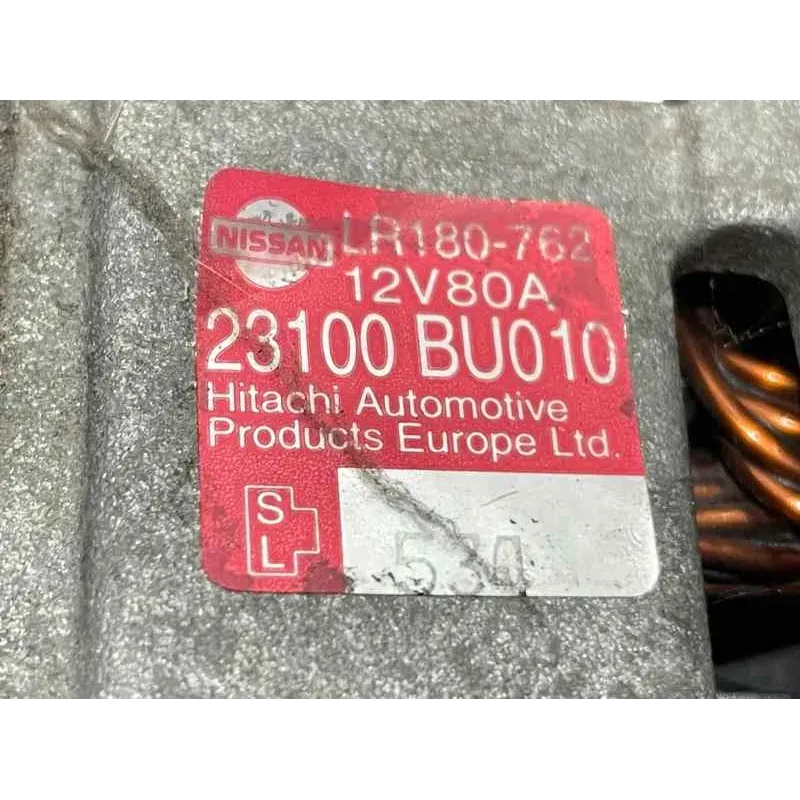 NISSAN LR180-762
12V80A
23100 BU010
Hitachi Automotive
Products Europe Ltd.
S
L